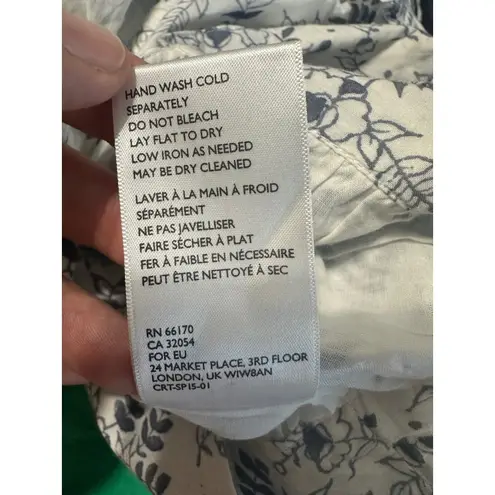 HAND WASH COLD
SEPARATELY
DO NOT BLEACH
LAY FLAT TO DRY
LOW IRON AS NEEDED
MAY BE DRY CLEANED
LAVER À LA MAIN À FROID
SÉPARÉMENT
NE PAS JAVELLISER
FAIRE SÉCHER À PLAT
FER À FAIBLE EN NÉCESSAIRE
PEUT ÊTRE NETTOYÉ À SEC
RN 66170
CA 32054
FOR EU
24 MARKET PLACE, 3RD FLOOR
LONDON, UK W1W8AN
CRT-SP15-01